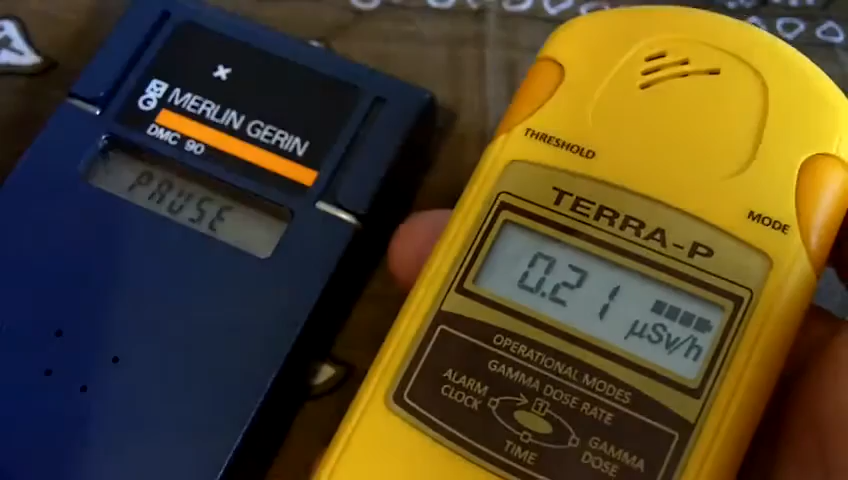 MERLIN GERIN
DMC 90
PAUSE
THRESHOLD
MODE
TERRA-P
0.21
µSv/h
OPERATIONAL MODES
GAMMA DOSE RATE
ALARM
CLOCK
TIME
GAMMA
DOSE